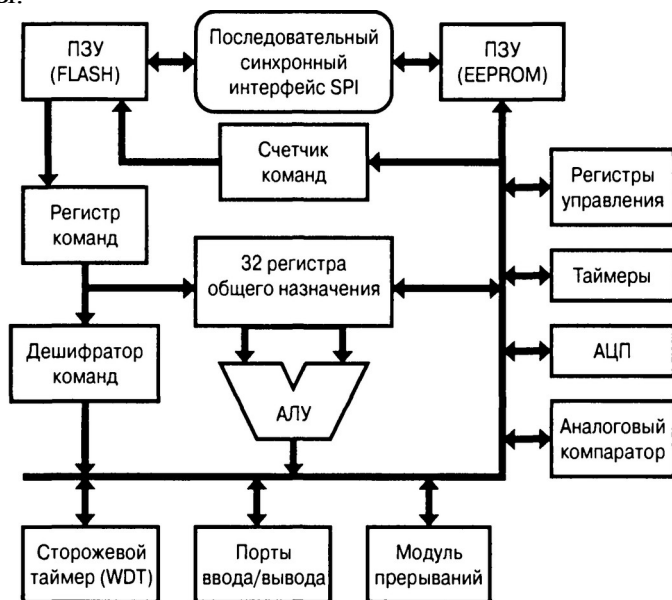 ы.
ПЗУ
(FLASH)
Последовательный
синхронный
интерфейс SPI
ПЗУ
(EEPROM)
Счетчик
команд
Регистры
управления
Регистр
команд
32 регистра
общего назначения
Таймеры
Дешифратор
команд
АЦП
АЛУ
Аналоговый
компаратор
Сторожевой
таймер (WDT)
Порты
ввода/вывода
Модуль
прерываний